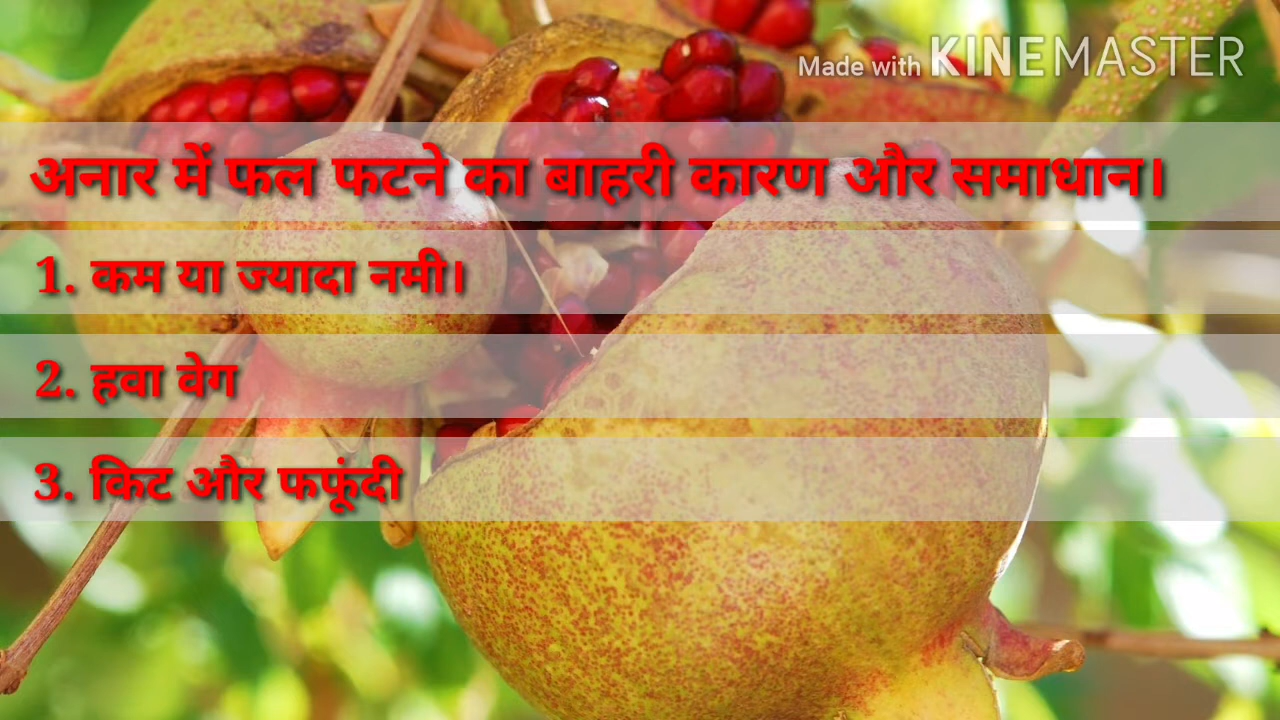 Made with KINEMASTER
अनार में फल फटने का बाहरी कारण और समाधान।
1. कम या ज्यादा नमी।
2. हवा वेग
3. किट और फफूंदी